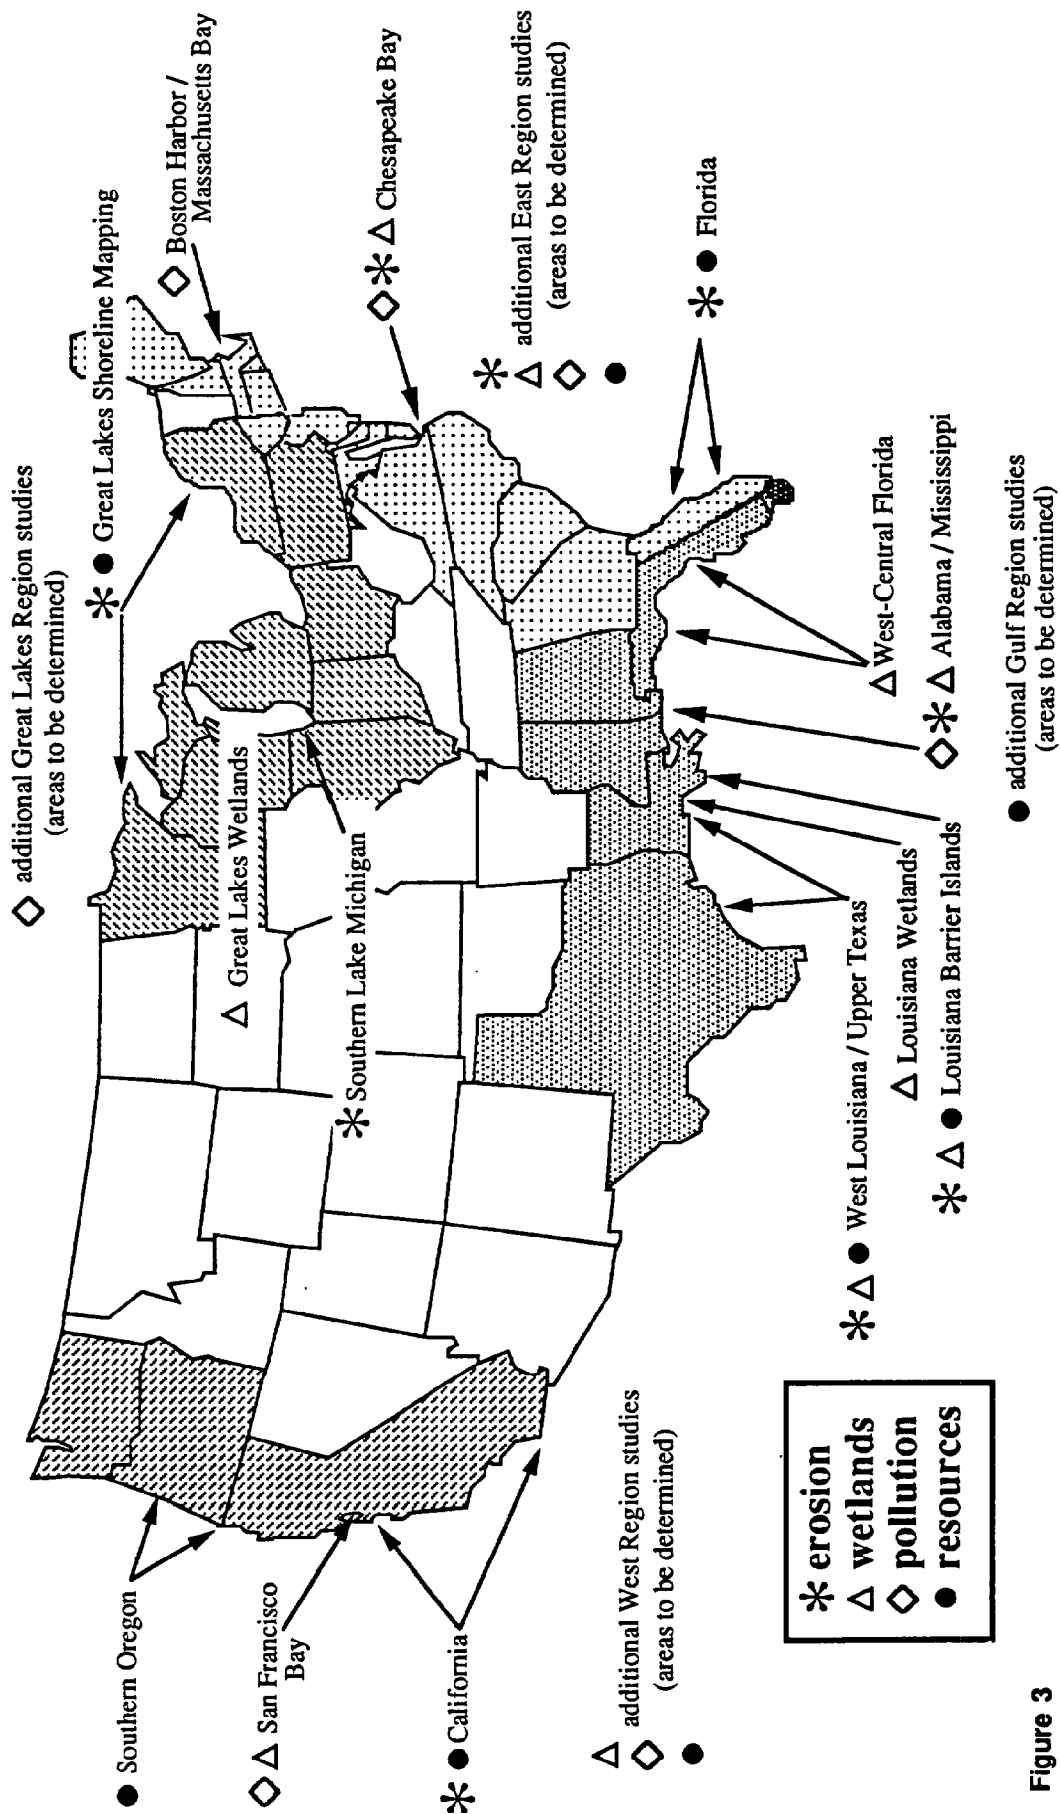 ◇ additional Great Lakes Region studies
(areas to be determined)
✳ ● Great Lakes Shoreline Mapping
◇ Boston Harbor /
Massachusetts Bay
◇ ✳ △ Chesapeake Bay
✳ △ ◇ ● additional East Region studies
(areas to be determined)
✳ ● Florida
△ West-Central Florida
◇ ✳ △ Alabama / Mississippi
● additional Gulf Region studies
(areas to be determined)
△ Great Lakes Wetlands
✳ Southern Lake Michigan
✳ △ ● West Louisiana / Upper Texas
△ Louisiana Wetlands
✳ △ ● Louisiana Barrier Islands
● Southern Oregon
◇ △ San Francisco
Bay
✳ ● California
△ ◇ ● additional West Region studies
(areas to be determined)
✳ erosion
△ wetlands
◇ pollution
● resources
Figure 3